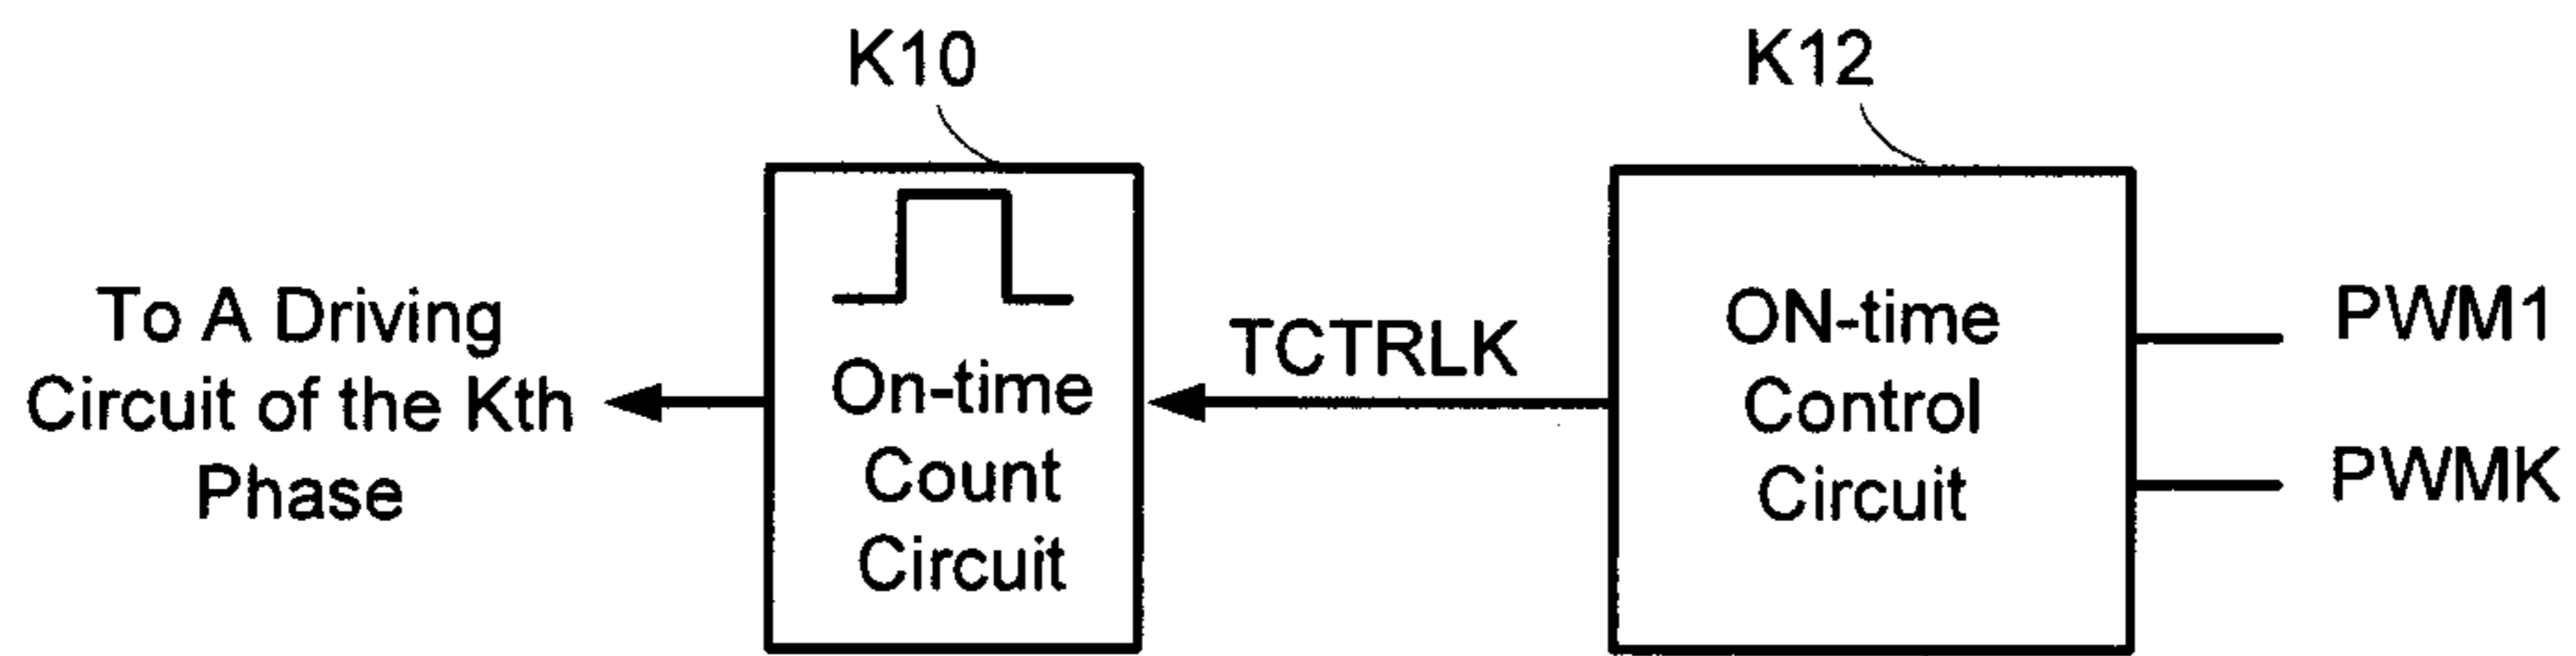 K10
K12
To A Driving
Circuit of the Kth
Phase
On-time
Count
Circuit
TCTRLK
ON-time
Control
Circuit
PWM1
PWMK